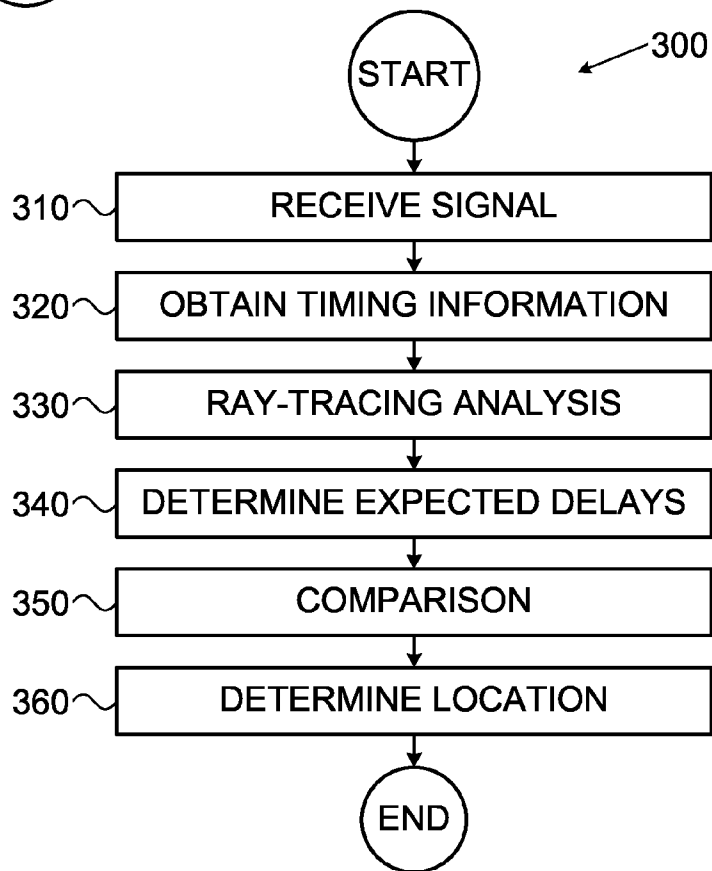 START
300
310 RECEIVE SIGNAL
320 OBTAIN TIMING INFORMATION
330 RAY-TRACING ANALYSIS
340 DETERMINE EXPECTED DELAYS
350 COMPARISON
360 DETERMINE LOCATION
END